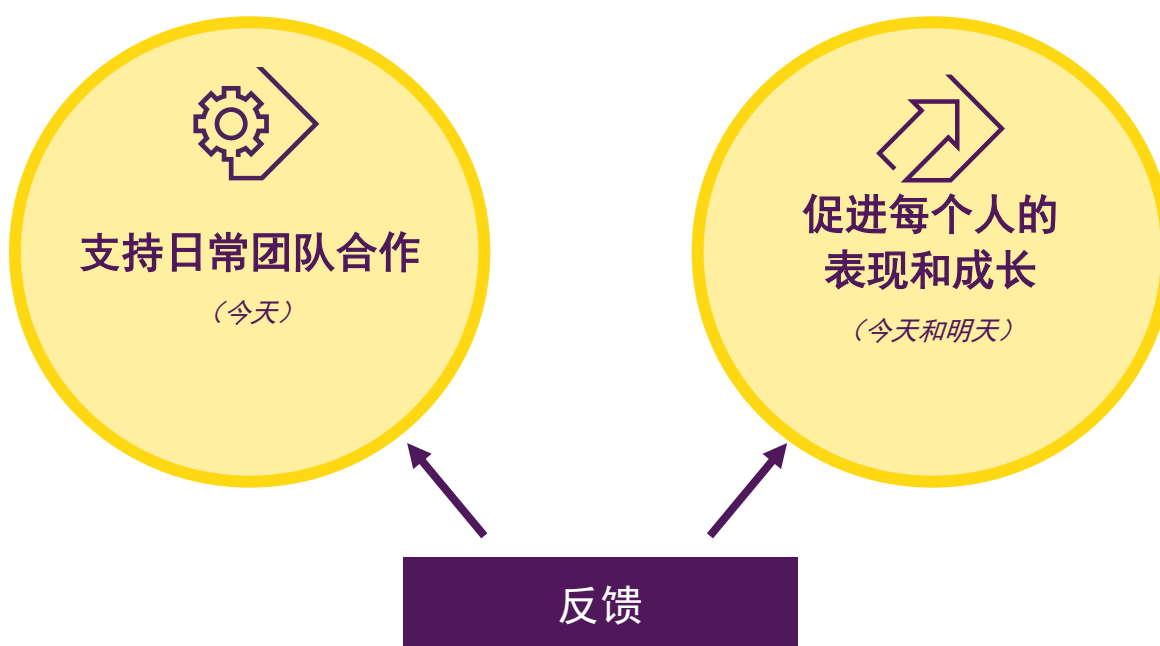 支持日常团队合作
（今天）
促进每个人的
表现和成长
（今天和明天）
反馈